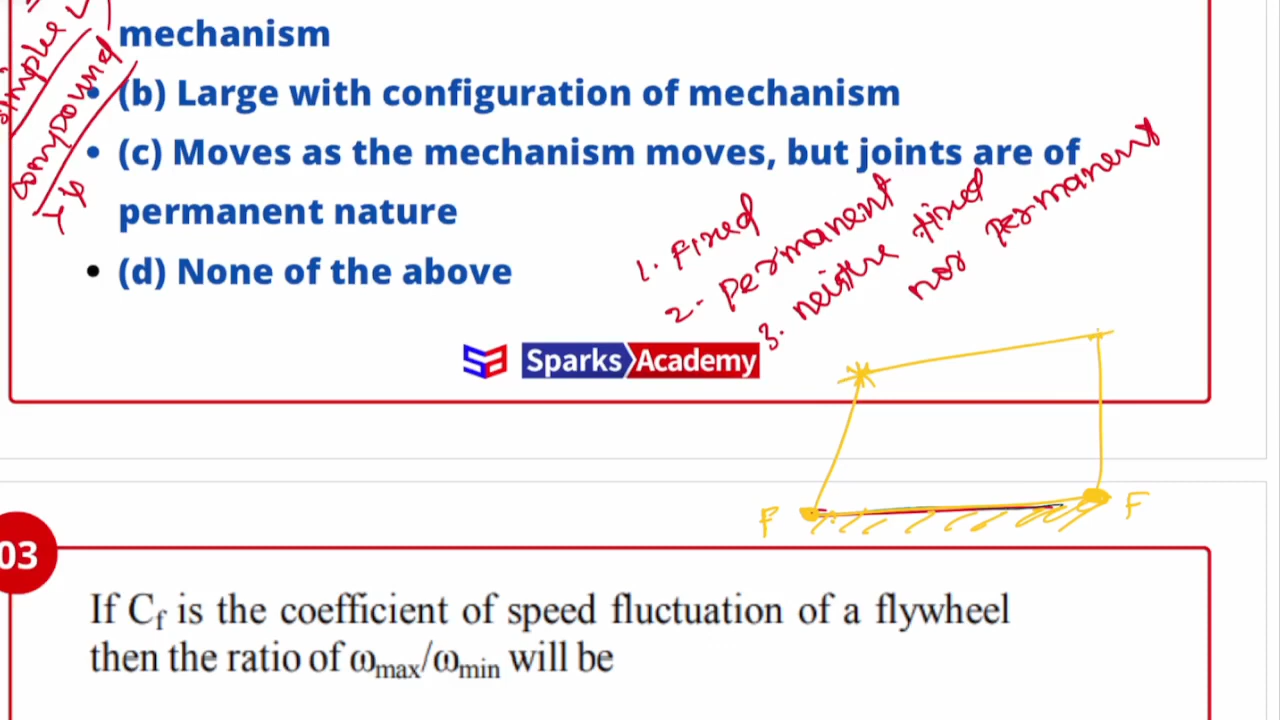 mechanism
• (b) Large with configuration of mechanism
• (c) Moves as the mechanism moves, but joints are of
permanent nature
• (d) None of the above
simple
compound
1. Fixed
2- permanent
3. neithre fixed
nor permanent
Sparks Academy
F
F
03
If Cf is the coefficient of speed fluctuation of a flywheel
then the ratio of ωmax/ωmin will be